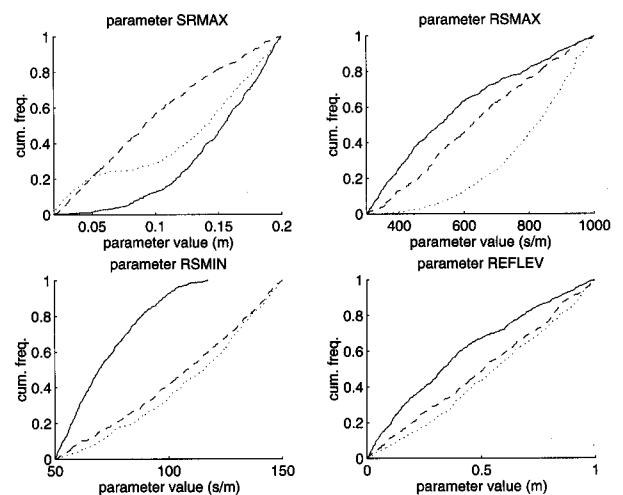 parameter SRMAX
1
0.8
0.6
0.4
0.2
0
cum. freq.
0.05 0.1 0.15 0.2
parameter value (m)
parameter RSMAX
1
0.8
0.6
0.4
0.2
0
cum. freq.
400 600 800 1000
parameter value (s/m)
parameter RSMIN
1
0.8
0.6
0.4
0.2
0
cum. freq.
50 100 150
parameter value (s/m)
parameter REFLEV
1
0.8
0.6
0.4
0.2
0
cum. freq.
0 0.5 1
parameter value (m)